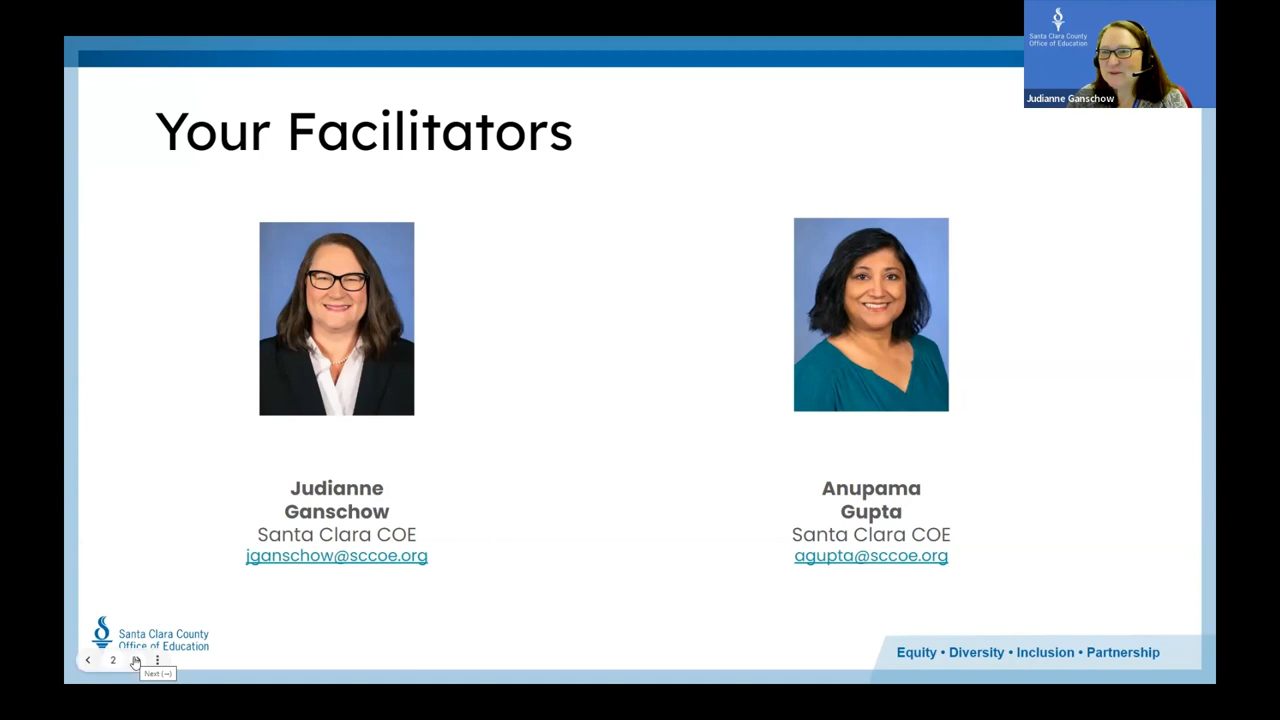 Santa Clara County
Office of Education
Judianne Ganschow
Your Facilitators
Judianne
Ganschow
Santa Clara COE
jganschow@sccoe.org
Anupama
Gupta
Santa Clara COE
agupta@sccoe.org
Santa Clara County
Office of Education
2
Next (→)
Equity • Diversity • Inclusion • Partnership